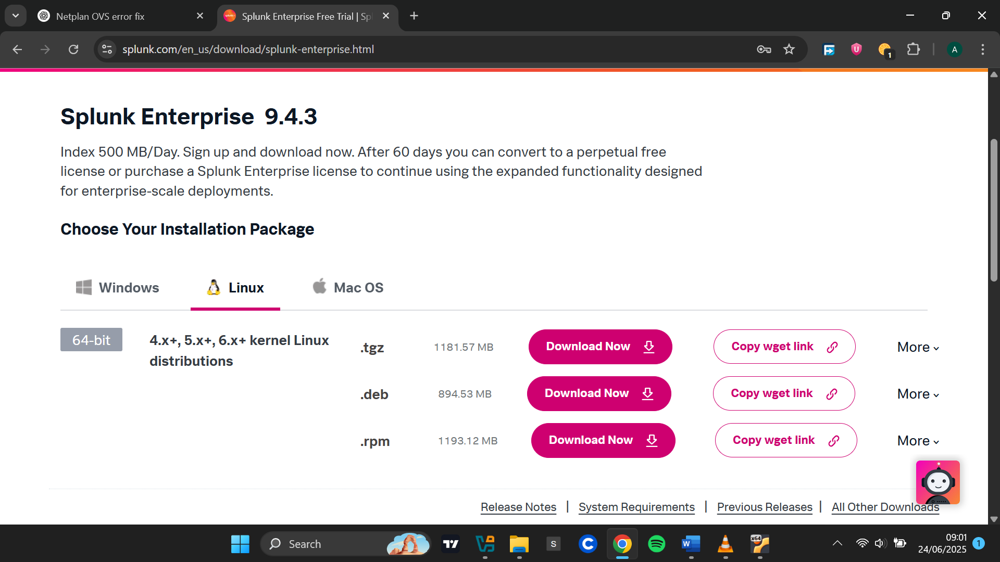 Netplan OVS error fix
Splunk Enterprise Free Trial | Sp
splunk.com/en_us/download/splunk-enterprise.html
1
A
Splunk Enterprise 9.4.3
Index 500 MB/Day. Sign up and download now. After 60 days you can convert to a perpetual free
license or purchase a Splunk Enterprise license to continue using the expanded functionality designed
for enterprise-scale deployments.
Choose Your Installation Package
Windows
Linux
Mac OS
64-bit
4.x+, 5.x+, 6.x+ kernel Linux
distributions
.tgz
1181.57 MB
Download Now
Copy wget link
More
.deb
894.53 MB
Download Now
Copy wget link
More
.rpm
1193.12 MB
Download Now
Copy wget link
More
Release Notes | System Requirements | Previous Releases | All Other Downloads
Search
S
W
x64
09:01
24/06/2025
1